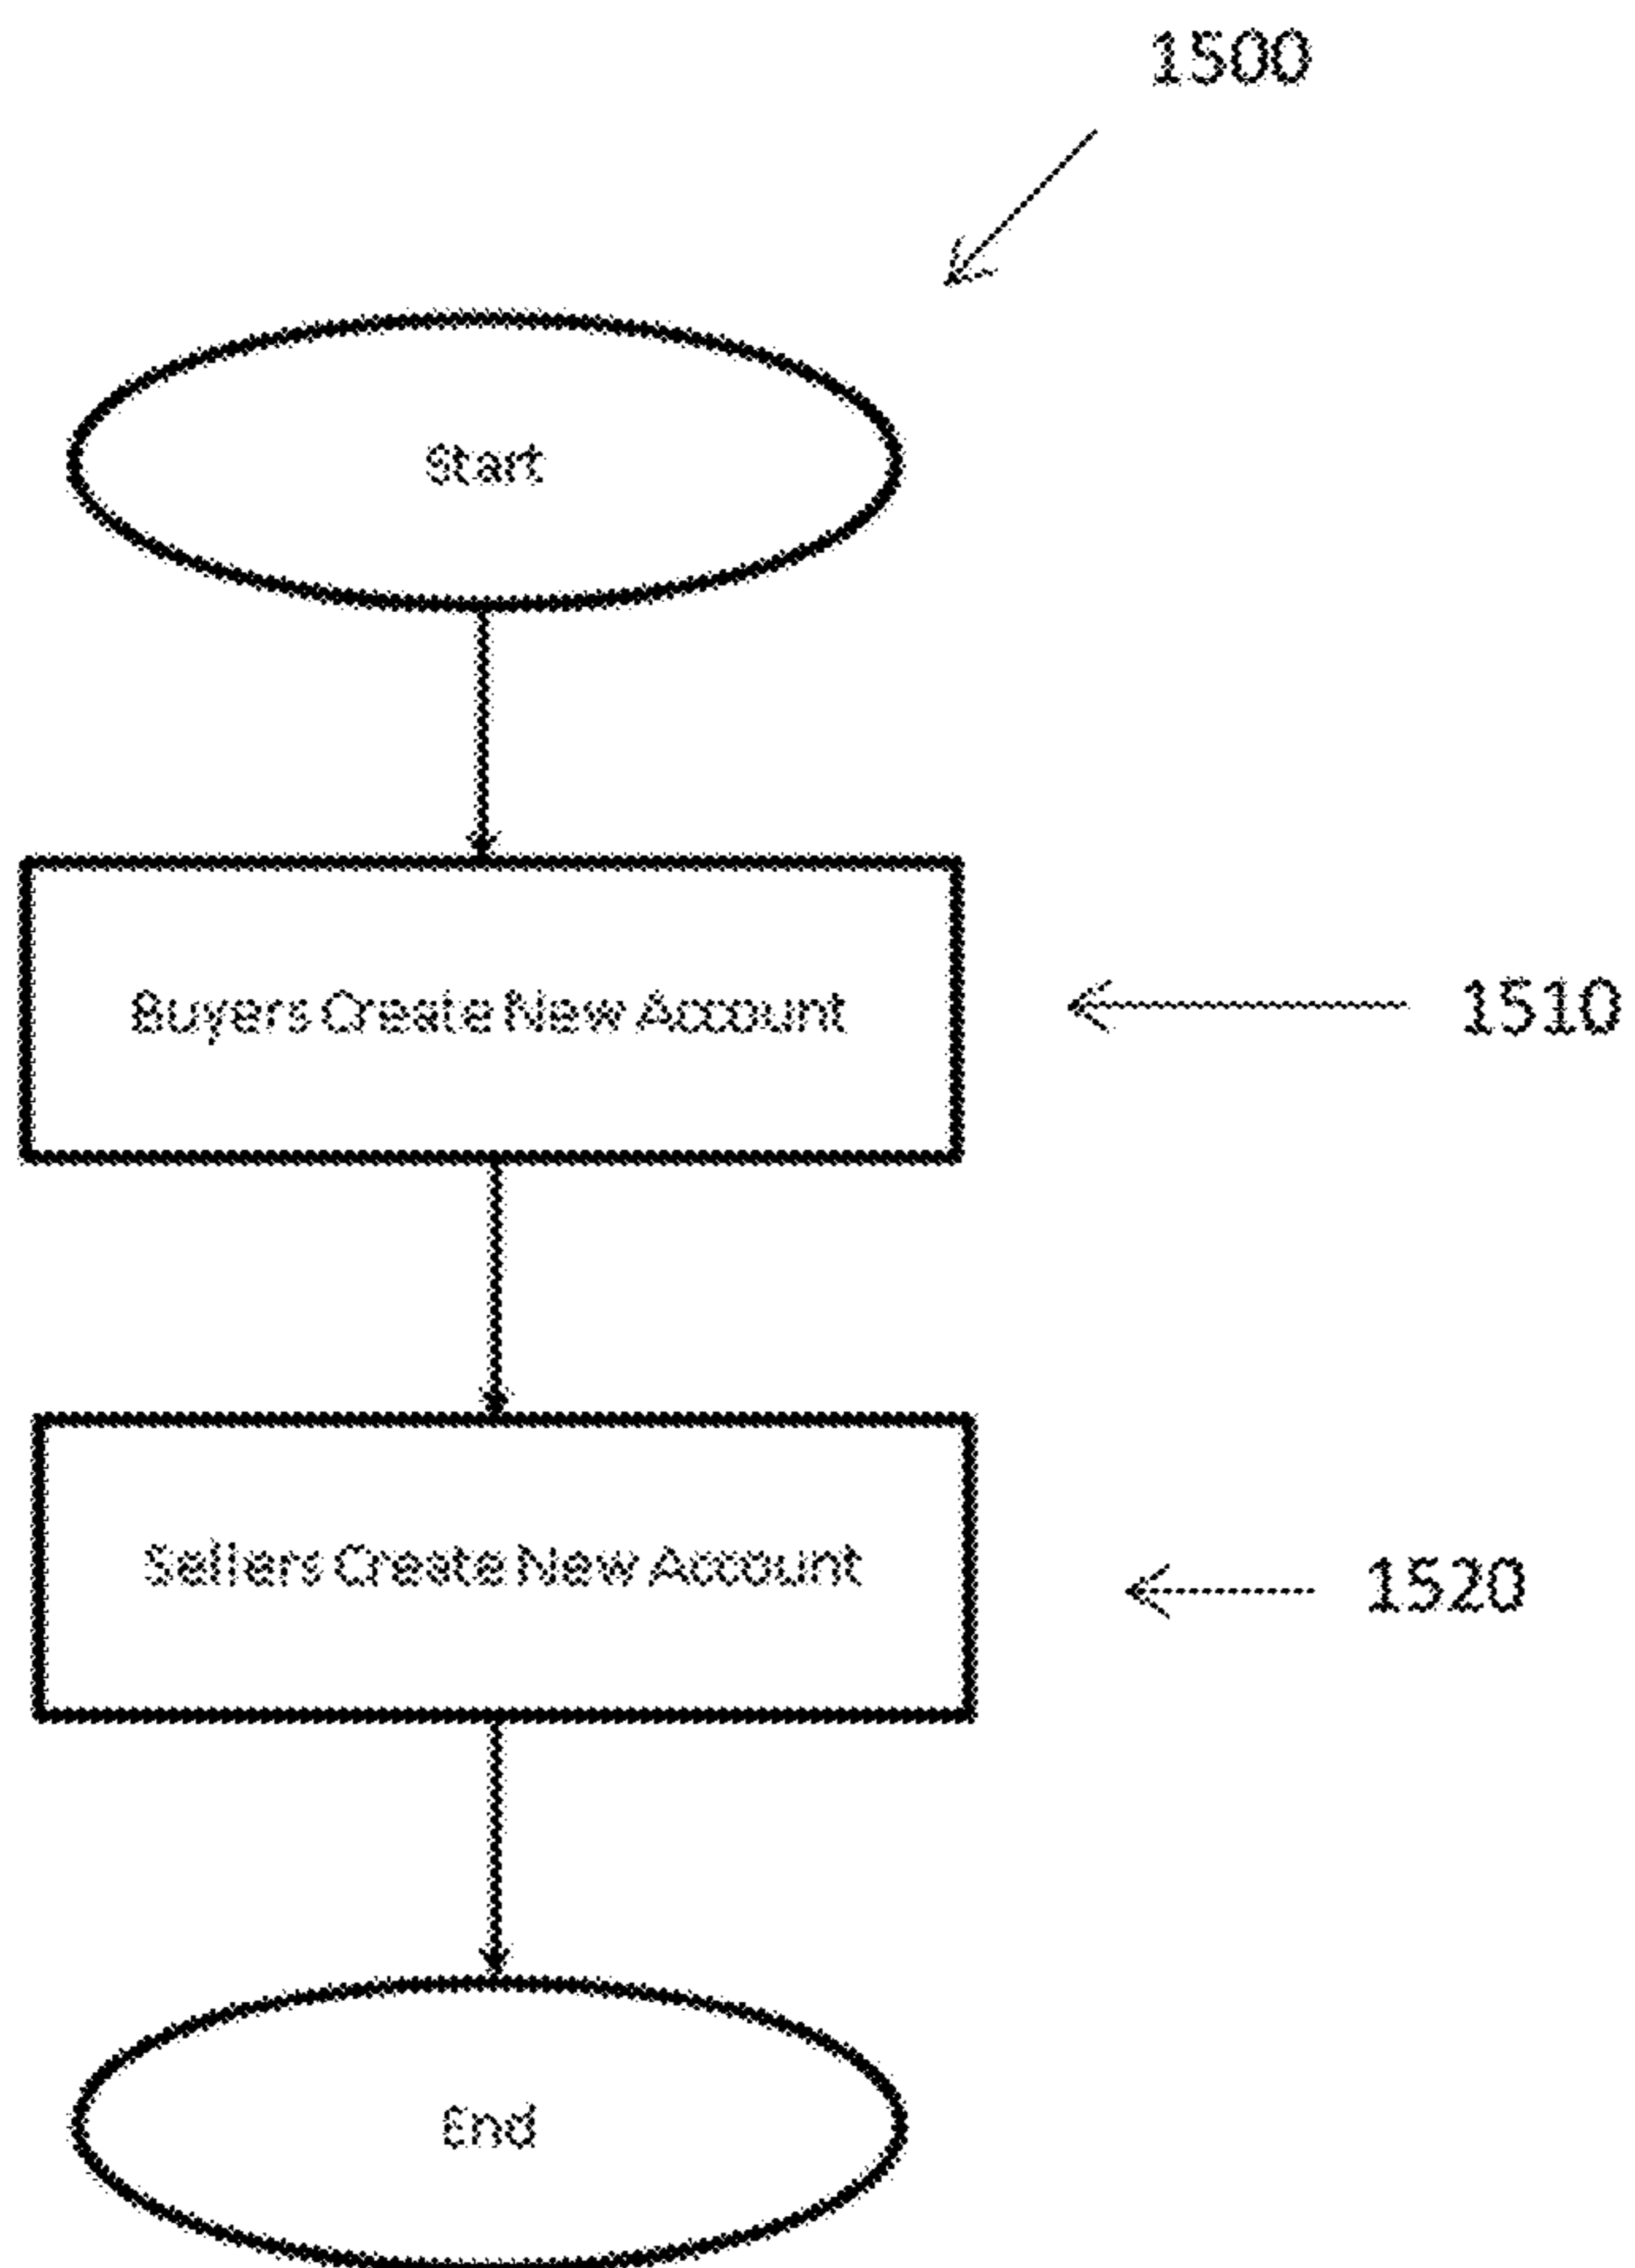 1500
Start
Buyers Create New Account
1510
Sellers Create New Account
1520
End